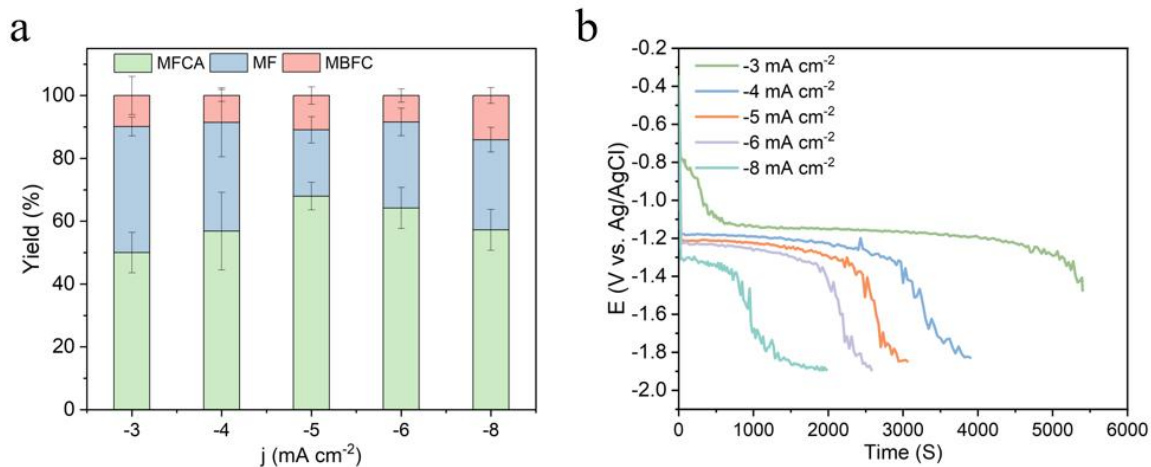 a
MFCA MF MBFC
100
80
60
40
20
0
Yield (%)
-3 -4 -5 -6 -8
j (mA cm⁻²)
b
-0.2
-0.4
-0.6
-0.8
-1.0
-1.2
-1.4
-1.6
-1.8
-2.0
E (V vs. Ag/AgCl)
-3 mA cm⁻²
-4 mA cm⁻²
-5 mA cm⁻²
-6 mA cm⁻²
-8 mA cm⁻²
0 1000 2000 3000 4000 5000 6000
Time (S)